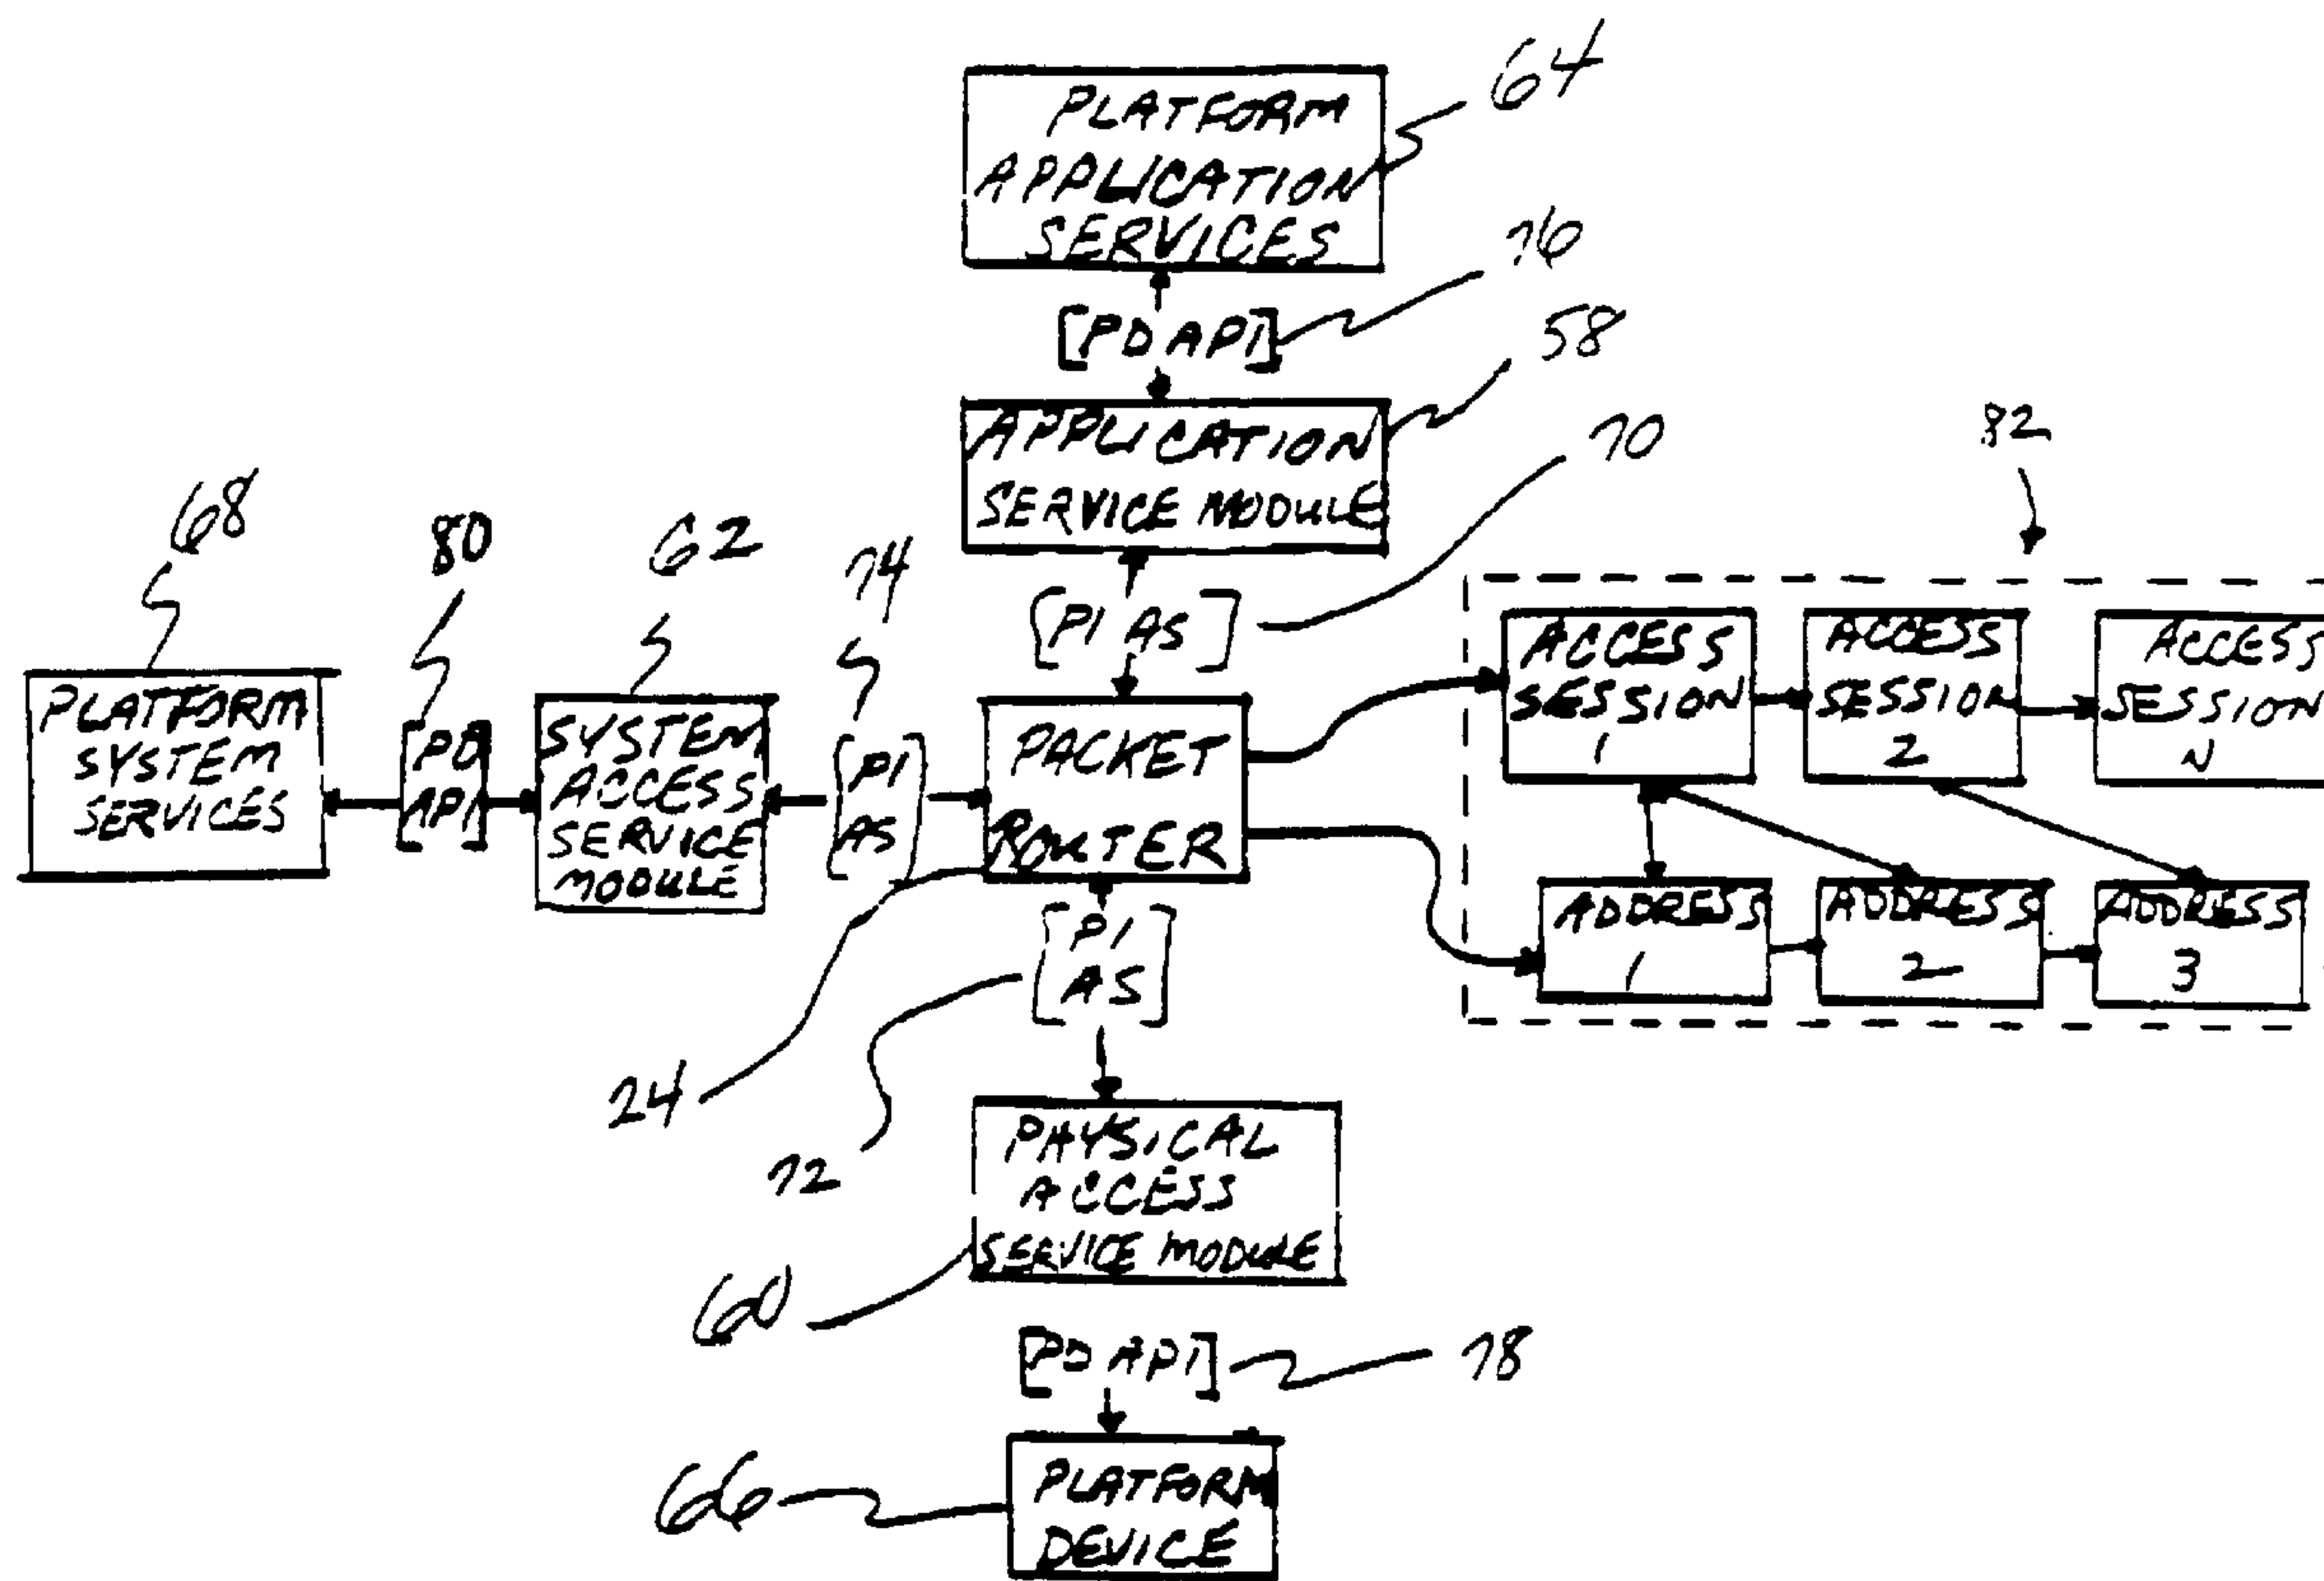 64
PLATFORM
APPLICATION
SERVICES
76
[PD API]
58
APPLICATION
SERVICE MODULE
70
82
68
80
62
74
[PI AS]
PLATFORM
SYSTEM
SERVICES
[PD
API]
SYSTEM
ACCESS
SERVICE
MODULE
[PI
AS]
PACKET
ROUTER
ACCESS
SESSION
1
ACCESS
SESSION
2
ACCESS
SESSION
N
ADDRESS
1
ADDRESS
2
ADDRESS
3
[PI
AS]
24
72
PHYSICAL
ACCESS
SERVICE MODULE
60
[PD API]
78
66
PLATFORM
DEVICE